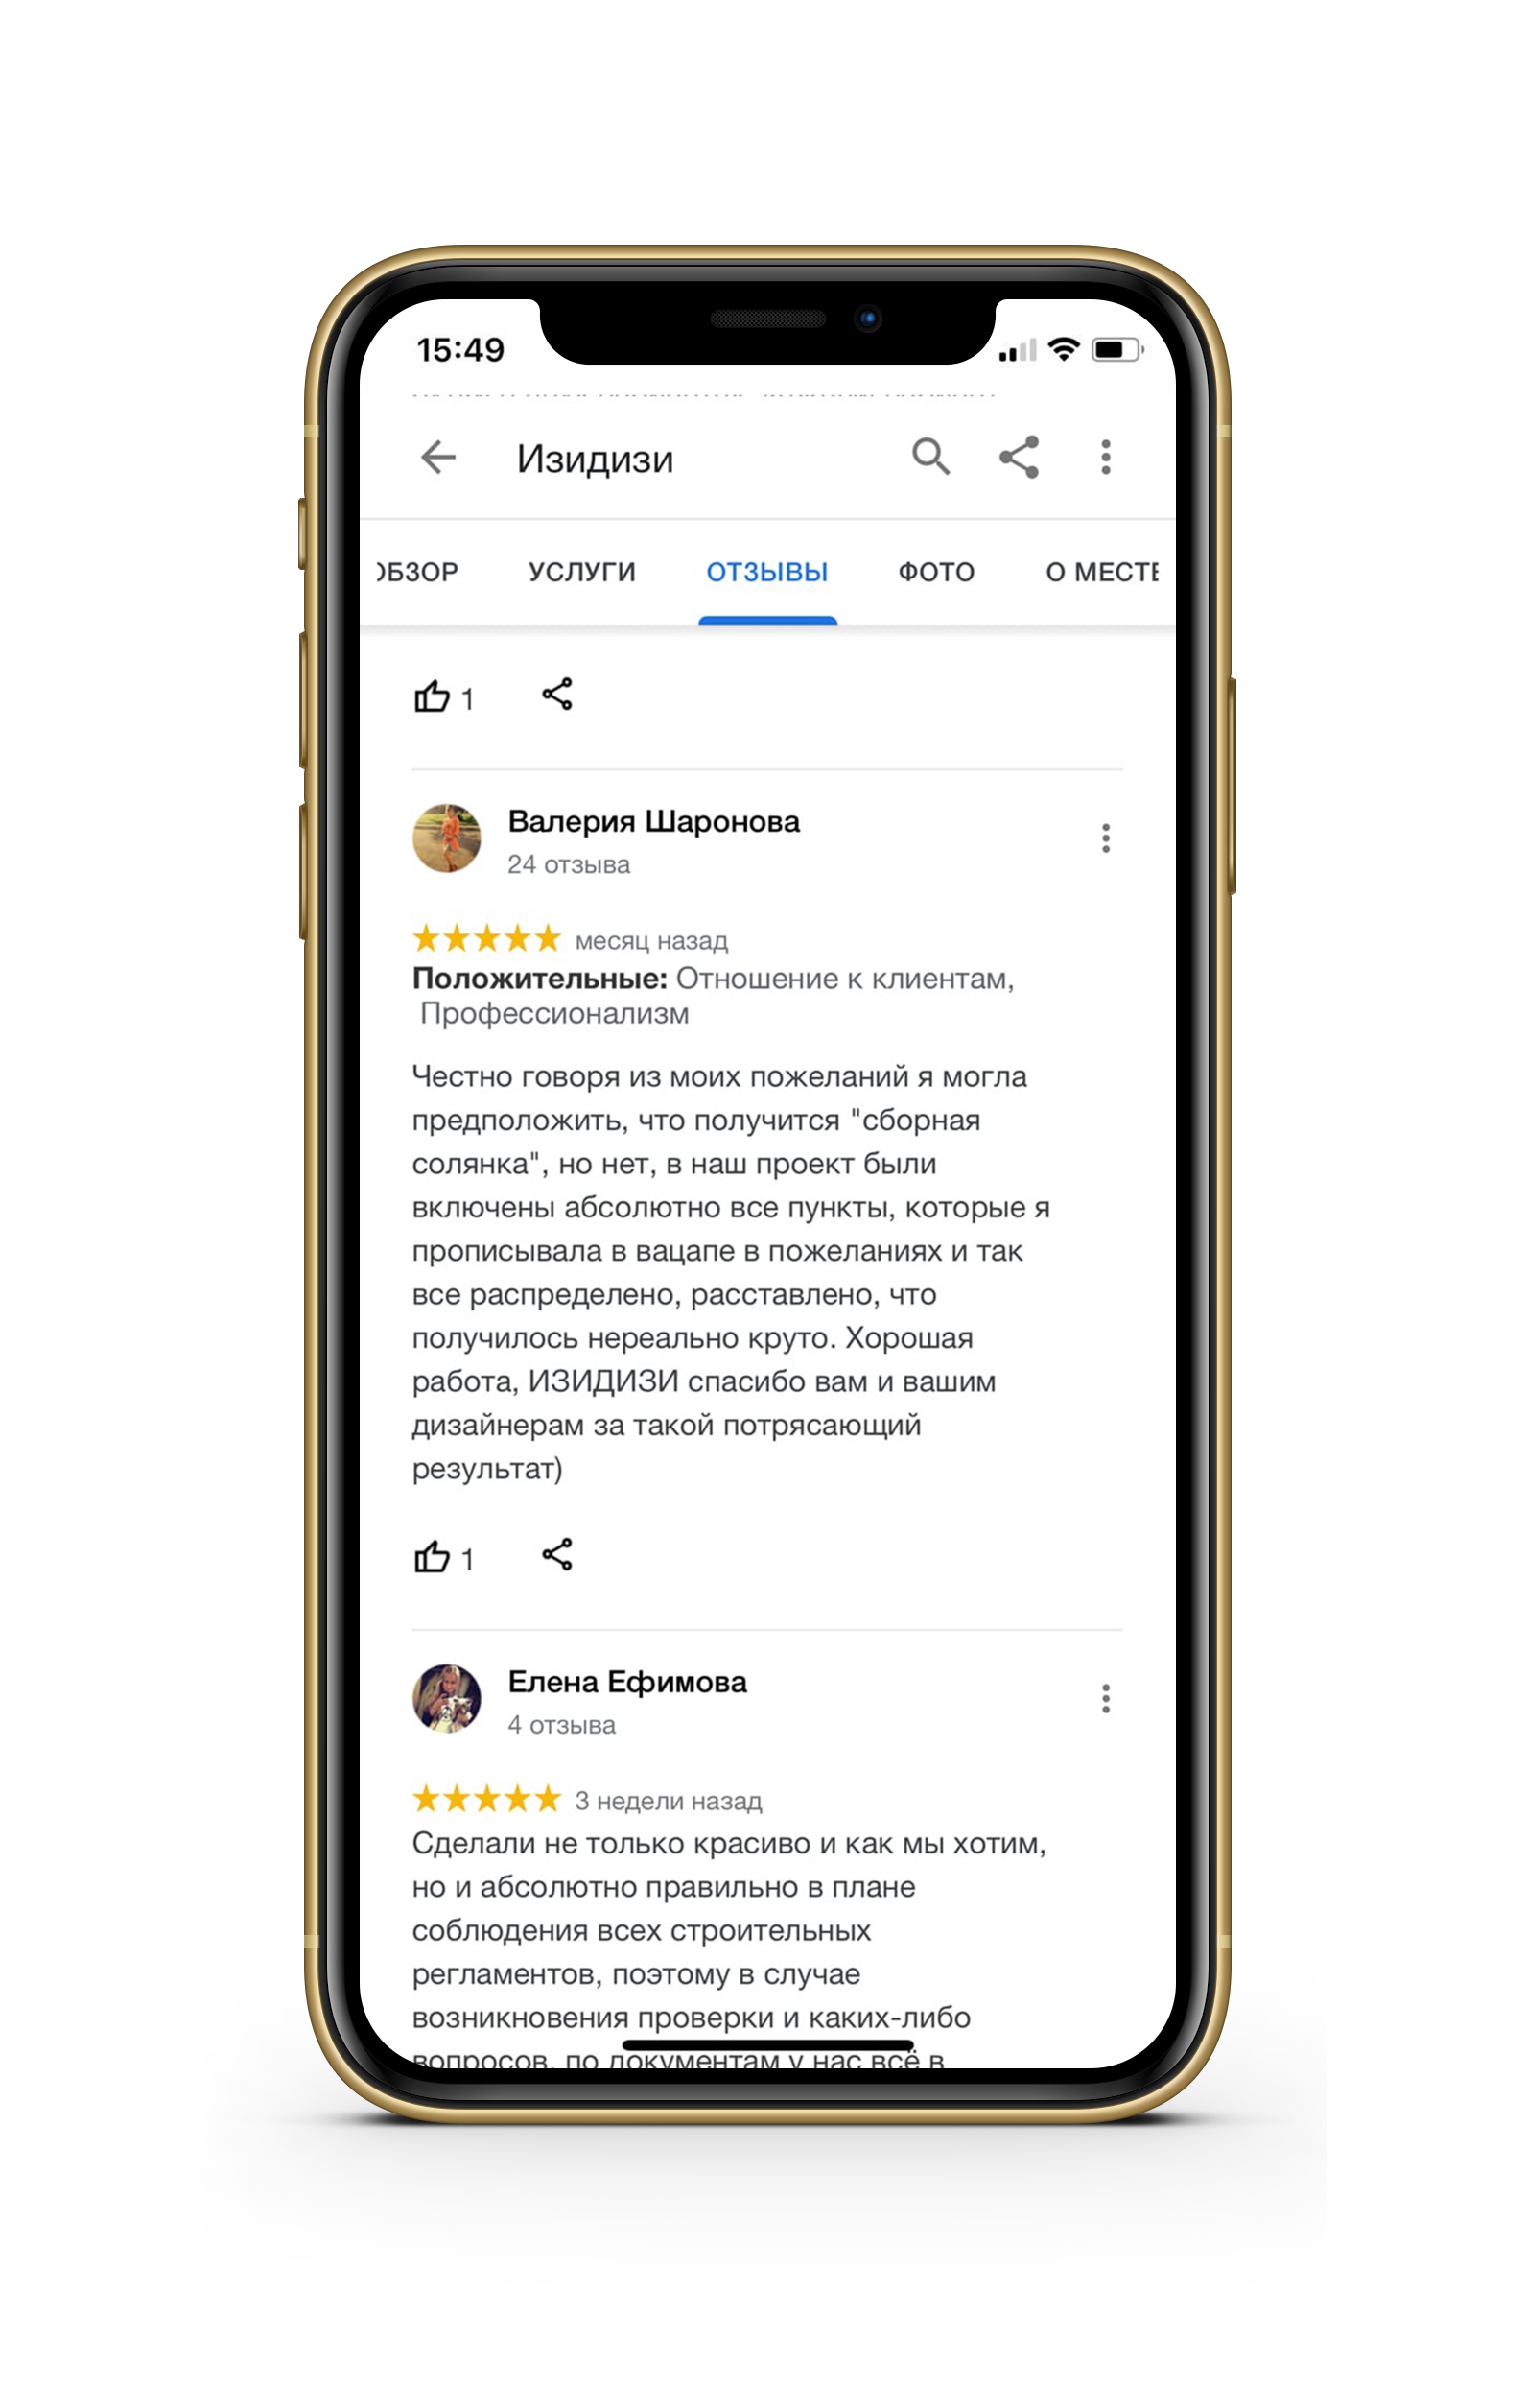 15:49
Изидизи
ОБЗОР УСЛУГИ ОТЗЫВЫ ФОТО О МЕСТЕ
1
Валерия Шаронова
24 отзыва
месяц назад
Положительные: Отношение к клиентам,
Профессионализм
Честно говоря из моих пожеланий я могла
предположить, что получится "сборная
солянка", но нет, в наш проект были
включены абсолютно все пункты, которые я
прописывала в вацапе в пожеланиях и так
все распределено, расставлено, что
получилось нереально круто. Хорошая
работа, ИЗИДИЗИ спасибо вам и вашим
дизайнерам за такой потрясающий
результат)
1
Елена Ефимова
4 отзыва
3 недели назад
Сделали не только красиво и как мы хотим,
но и абсолютно правильно в плане
соблюдения всех строительных
регламентов, поэтому в случае
возникновения проверки и каких-либо
вопросов, по документам у нас всё в